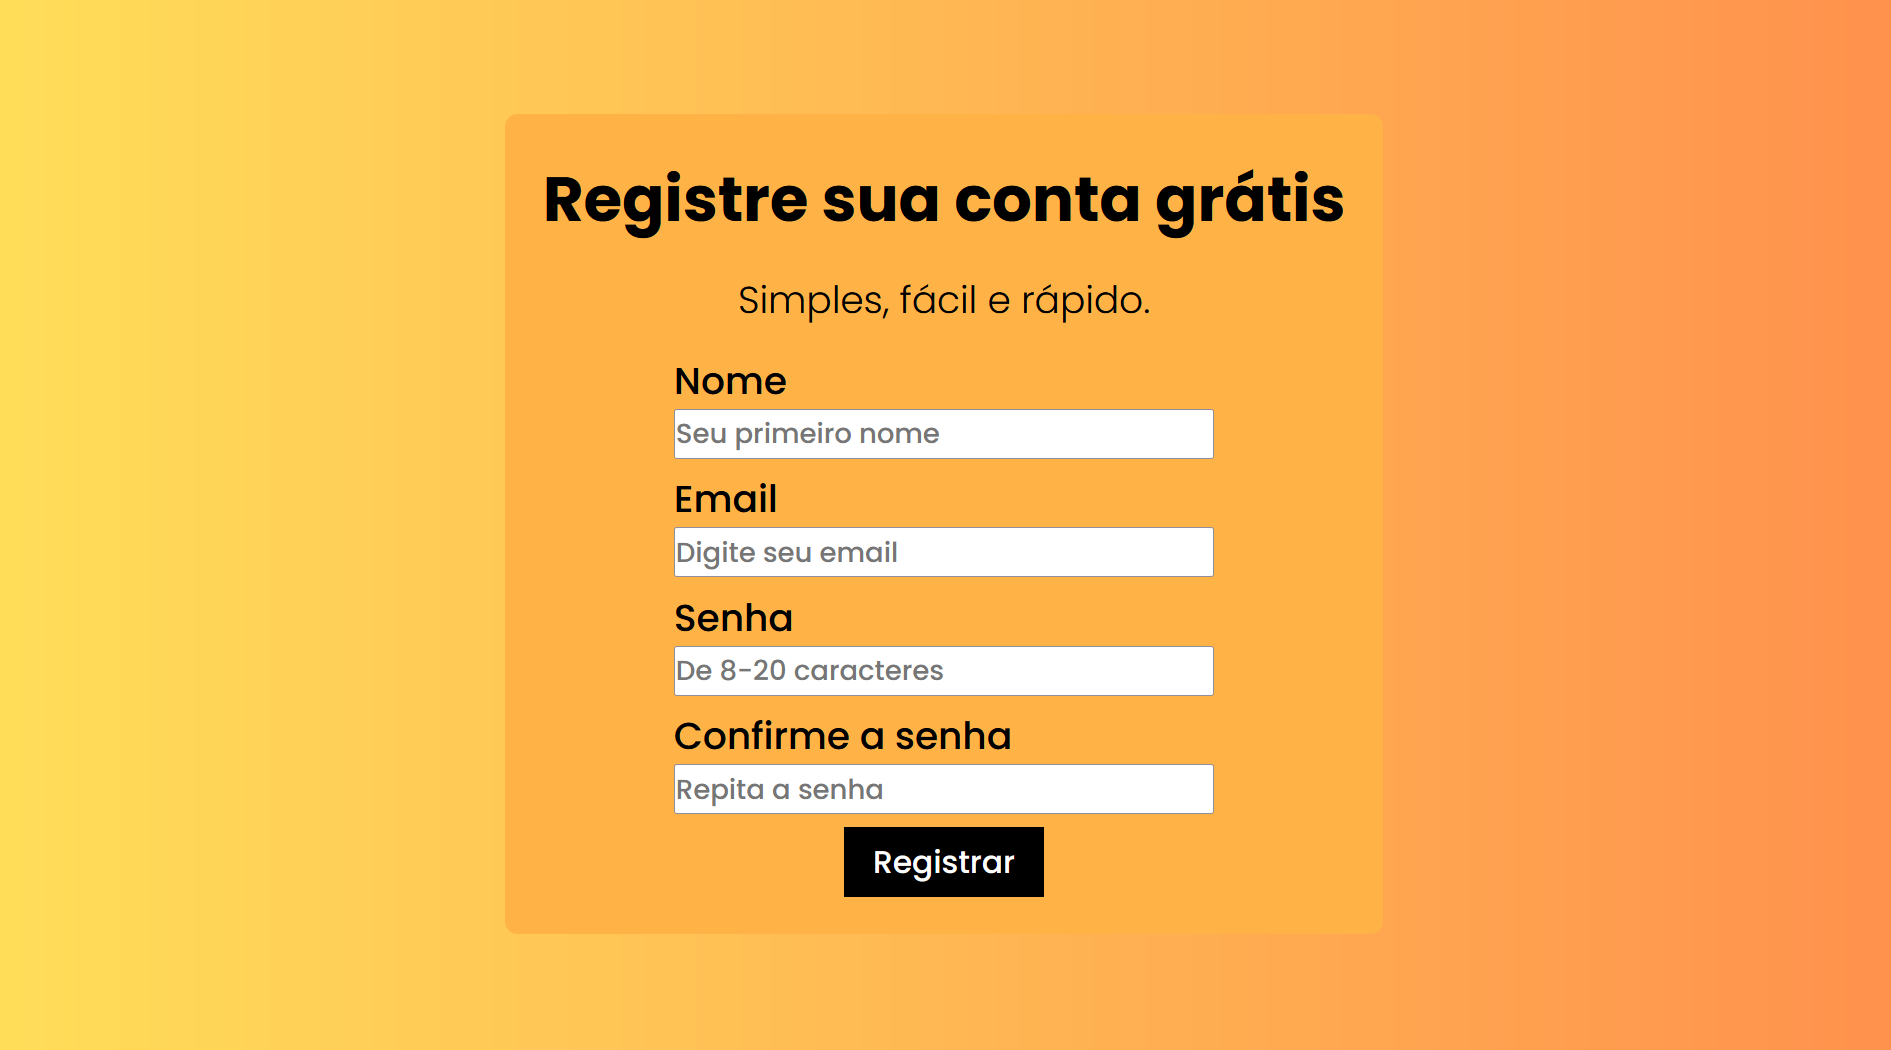 Registre sua conta grátis
Simples, fácil e rápido.
Nome
Seu primeiro nome
Email
Digite seu email
Senha
De 8-20 caracteres
Confirme a senha
Repita a senha
Registrar